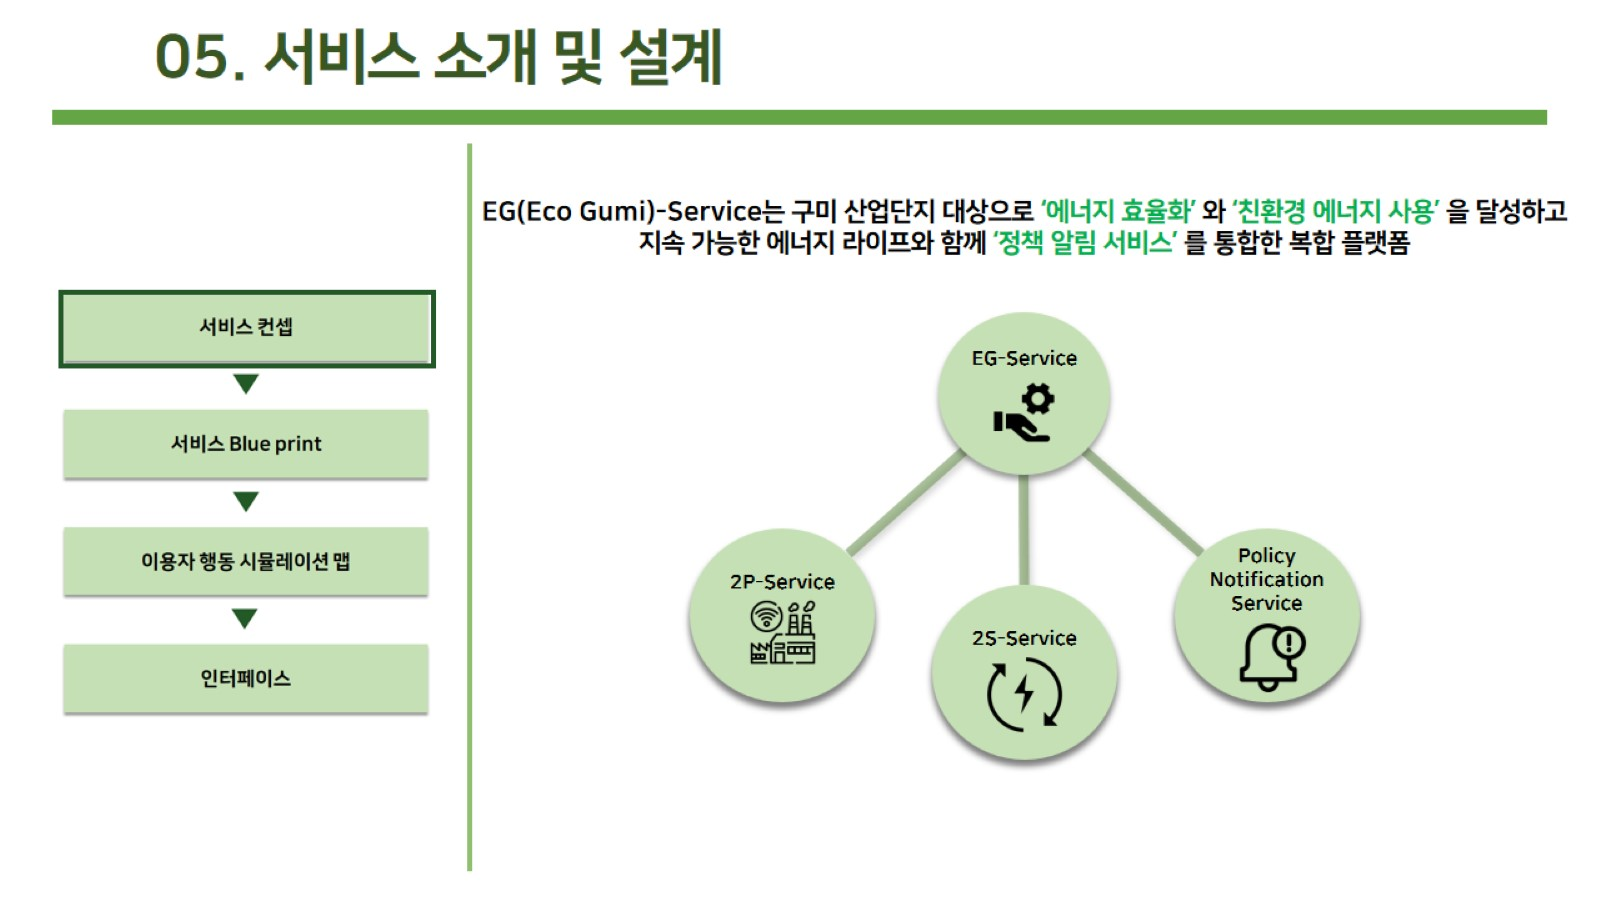 05. 서비스 소개 및 설계
EG(Eco Gumi)-Service는 구미 산업단지 대상으로 ‘에너지 효율화’ 와 ‘친환경 에너지 사용’ 을 달성하고
지속 가능한 에너지 라이프와 함께 ‘정책 알림 서비스’ 를 통합한 복합 플랫폼
서비스 컨셉
서비스 Blue print
이용자 행동 시뮬레이션 맵
인터페이스
EG-Service
2P-Service
2S-Service
Policy
Notification
Service